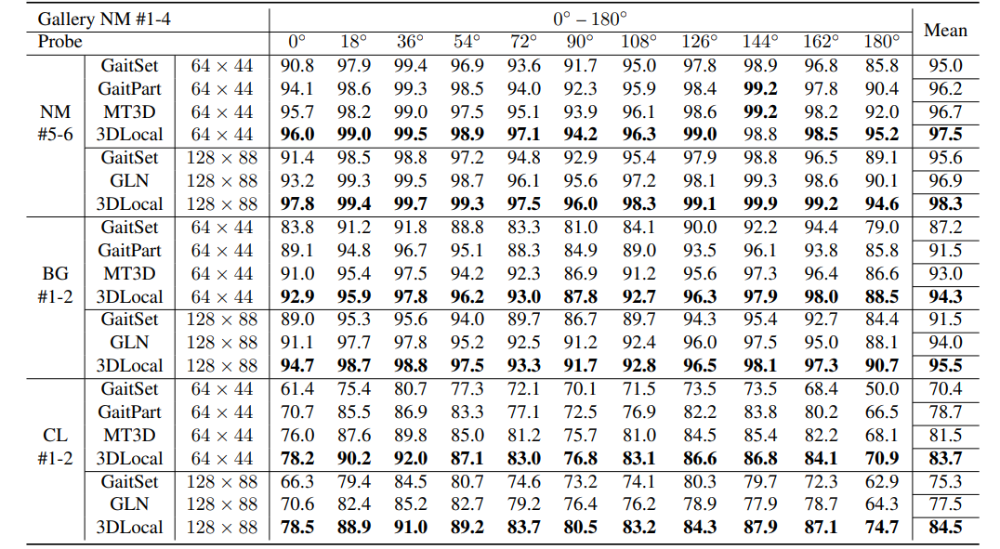 Gallery NM #1-4 0° – 180° Mean
Probe 0° 18° 36° 54° 72° 90° 108° 126° 144° 162° 180°
NM #5-6
GaitSet 64 × 44 90.8 97.9 99.4 96.9 93.6 91.7 95.0 97.8 98.9 96.8 85.8 95.0
GaitPart 64 × 44 94.1 98.6 99.3 98.5 94.0 92.3 95.9 98.4 99.2 97.8 90.4 96.2
MT3D 64 × 44 95.7 98.2 99.0 97.5 95.1 93.9 96.1 98.6 99.2 98.2 92.0 96.7
3DLocal 64 × 44 96.0 99.0 99.5 98.9 97.1 94.2 96.3 99.0 98.8 98.5 95.2 97.5
GaitSet 128 × 88 91.4 98.5 98.8 97.2 94.8 92.9 95.4 97.9 98.8 96.5 89.1 95.6
GLN 128 × 88 93.2 99.3 99.5 98.7 96.1 95.6 97.2 98.1 99.3 98.6 90.1 96.9
3DLocal 128 × 88 97.8 99.4 99.7 99.3 97.5 96.0 98.3 99.1 99.9 99.2 94.6 98.3
BG #1-2
GaitSet 64 × 44 83.8 91.2 91.8 88.8 83.3 81.0 84.1 90.0 92.2 94.4 79.0 87.2
GaitPart 64 × 44 89.1 94.8 96.7 95.1 88.3 84.9 89.0 93.5 96.1 93.8 85.8 91.5
MT3D 64 × 44 91.0 95.4 97.5 94.2 92.3 86.9 91.2 95.6 97.3 96.4 86.6 93.0
3DLocal 64 × 44 92.9 95.9 97.8 96.2 93.0 87.8 92.7 96.3 97.9 98.0 88.5 94.3
GaitSet 128 × 88 89.0 95.3 95.6 94.0 89.7 86.7 89.7 94.3 95.4 92.7 84.4 91.5
GLN 128 × 88 91.1 97.7 97.8 95.2 92.5 91.2 92.4 96.0 97.5 95.0 88.1 94.0
3DLocal 128 × 88 94.7 98.7 98.8 97.5 93.3 91.7 92.8 96.5 98.1 97.3 90.7 95.5
CL #1-2
GaitSet 64 × 44 61.4 75.4 80.7 77.3 72.1 70.1 71.5 73.5 73.5 68.4 50.0 70.4
GaitPart 64 × 44 70.7 85.5 86.9 83.3 77.1 72.5 76.9 82.2 83.8 80.2 66.5 78.7
MT3D 64 × 44 76.0 87.6 89.8 85.0 81.2 75.7 81.0 84.5 85.4 82.2 68.1 81.5
3DLocal 64 × 44 78.2 90.2 92.0 87.1 83.0 76.8 83.1 86.6 86.8 84.1 70.9 83.7
GaitSet 128 × 88 66.3 79.4 84.5 80.7 74.6 73.2 74.1 80.3 79.7 72.3 62.9 75.3
GLN 128 × 88 70.6 82.4 85.2 82.7 79.2 76.4 76.2 78.9 77.9 78.7 64.3 77.5
3DLocal 128 × 88 78.5 88.9 91.0 89.2 83.7 80.5 83.2 84.3 87.9 87.1 74.7 84.5